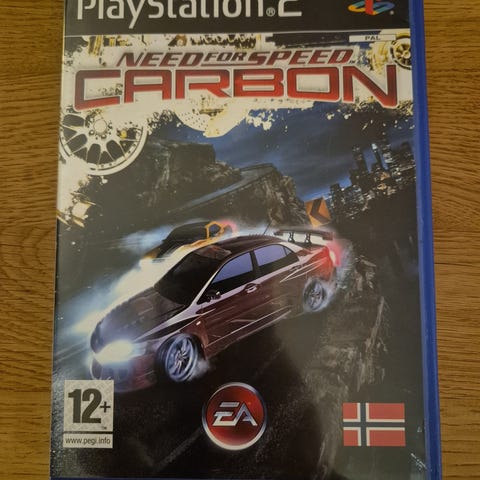 PlayStation®2
PAL
NEED FOR SPEED
CARBON
12+
www.pegi.info
EA